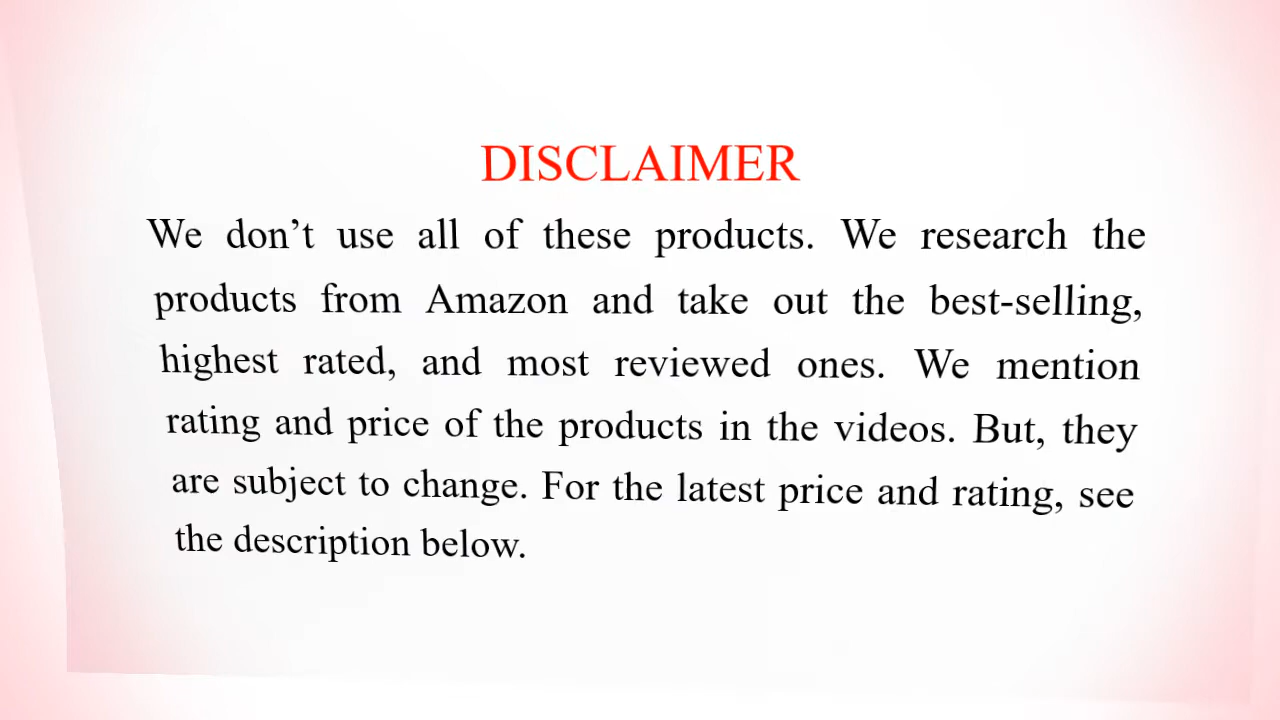 DISCLAIMER
We don’t use all of these products. We research the
products from Amazon and take out the best-selling,
highest rated, and most reviewed ones. We mention
rating and price of the products in the videos. But, they
are subject to change. For the latest price and rating, see
the description below.